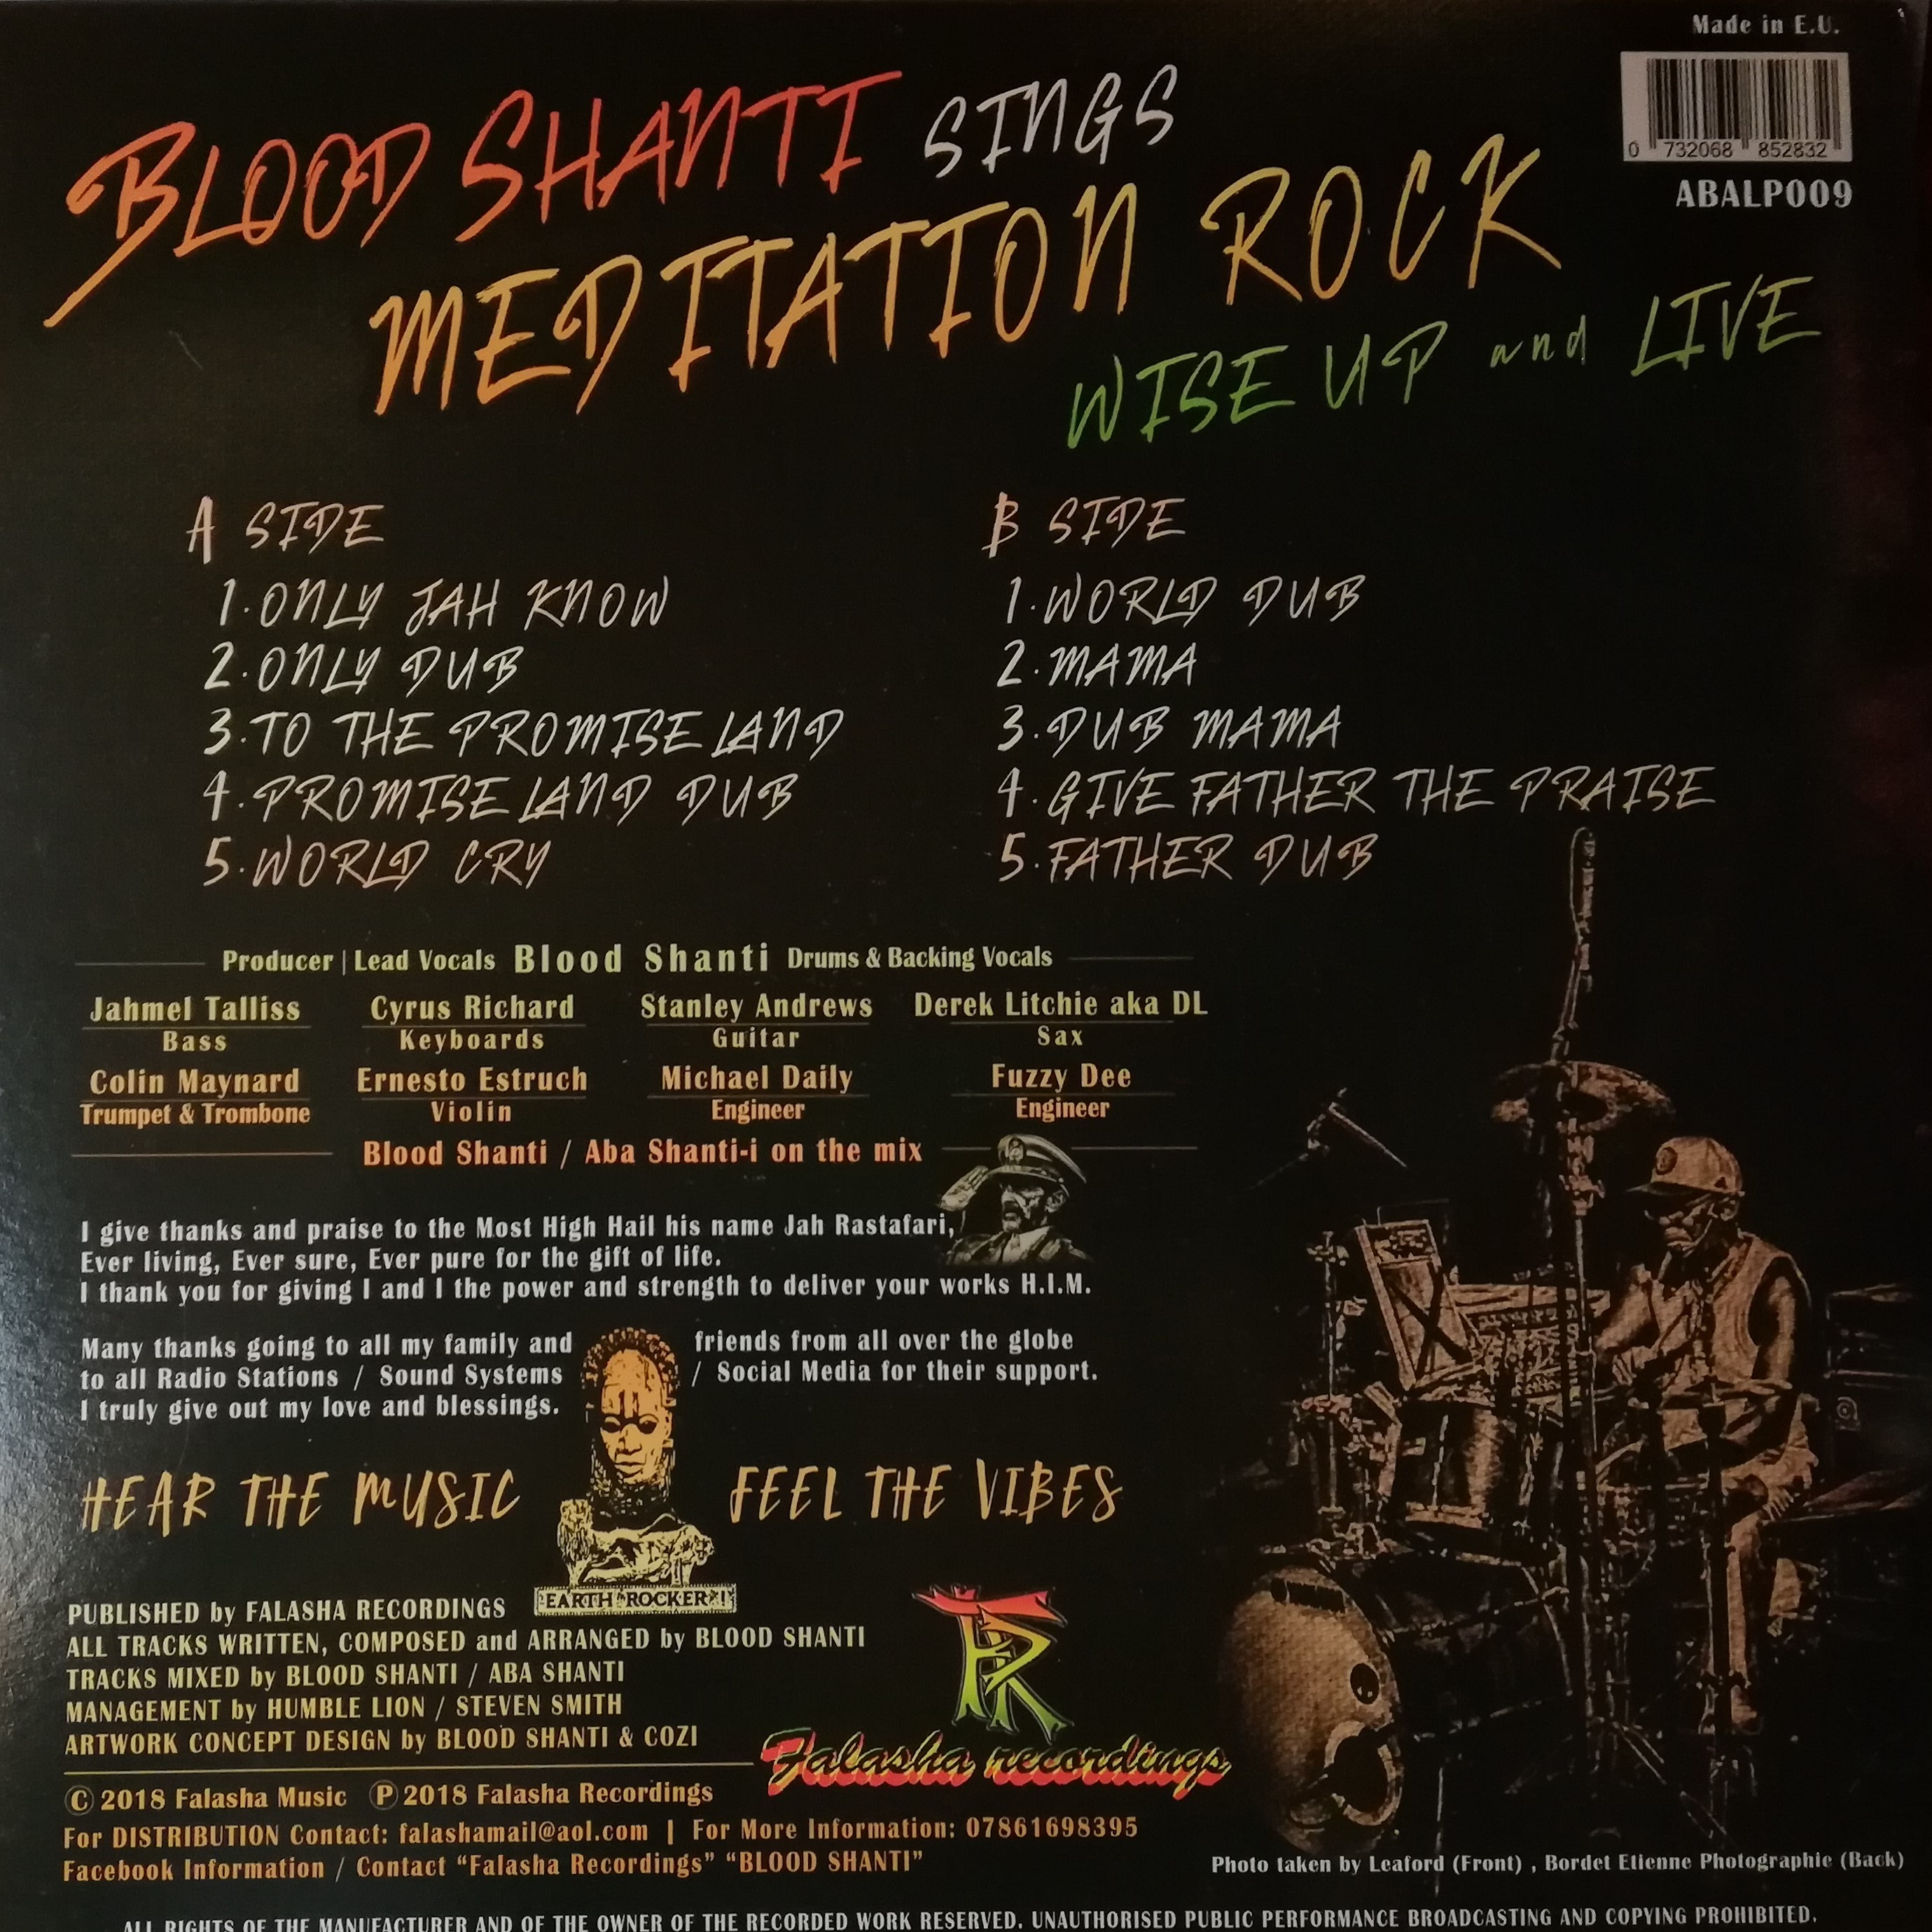 Made in E.U.
0 732068 852832
ABALP009
BLOOD SHANTI SINGS
MEDITATION ROCK
WISE UP and LIVE
A SIDE
1. ONLY JAH KNOW
2. ONLY DUB
3. TO THE PROMISE LAND
4. PROMISE LAND DUB
5. WORLD CRY
B SIDE
1. WORLD DUB
2. MAMA
3. DUB MAMA
4. GIVE FATHER THE PRAISE
5. FATHER DUB
Producer | Lead Vocals Blood Shanti Drums & Backing Vocals
Jahmel Talliss
Bass
Cyrus Richard
Keyboards
Stanley Andrews
Guitar
Derek Litchie aka DL
Sax
Colin Maynard
Trumpet & Trombone
Ernesto Estruch
Violin
Michael Daily
Engineer
Fuzzy Dee
Engineer
Blood Shanti / Aba Shanti-i on the mix
I give thanks and praise to the Most High Hail his name Jah Rastafari,
Ever living, Ever sure, Ever pure for the gift of life.
I thank you for giving I and I the power and strength to deliver your works H.I.M.
Many thanks going to all my family and friends from all over the globe
to all Radio Stations / Sound Systems / Social Media for their support.
I truly give out my love and blessings.
HEAR THE MUSIC FEEL THE VIBES
EARTH ROCKER!
PUBLISHED by FALASHA RECORDINGS
ALL TRACKS WRITTEN, COMPOSED and ARRANGED by BLOOD SHANTI
TRACKS MIXED by BLOOD SHANTI / ABA SHANTI
MANAGEMENT by HUMBLE LION / STEVEN SMITH
ARTWORK CONCEPT DESIGN by BLOOD SHANTI & COZI
FR
Falasha recordings
© 2018 Falasha Music ℗ 2018 Falasha Recordings
For DISTRIBUTION Contact: falashamail@aol.com | For More Information: 07861698395
Facebook Information / Contact “Falasha Recordings” “BLOOD SHANTI”
Photo taken by Leaford (Front) , Bordet Etienne Photographie (Back)
ALL RIGHTS OF THE MANUFACTURER AND OF THE OWNER OF THE RECORDED WORK RESERVED. UNAUTHORISED PUBLIC PERFORMANCE BROADCASTING AND COPYING PROHIBITED.